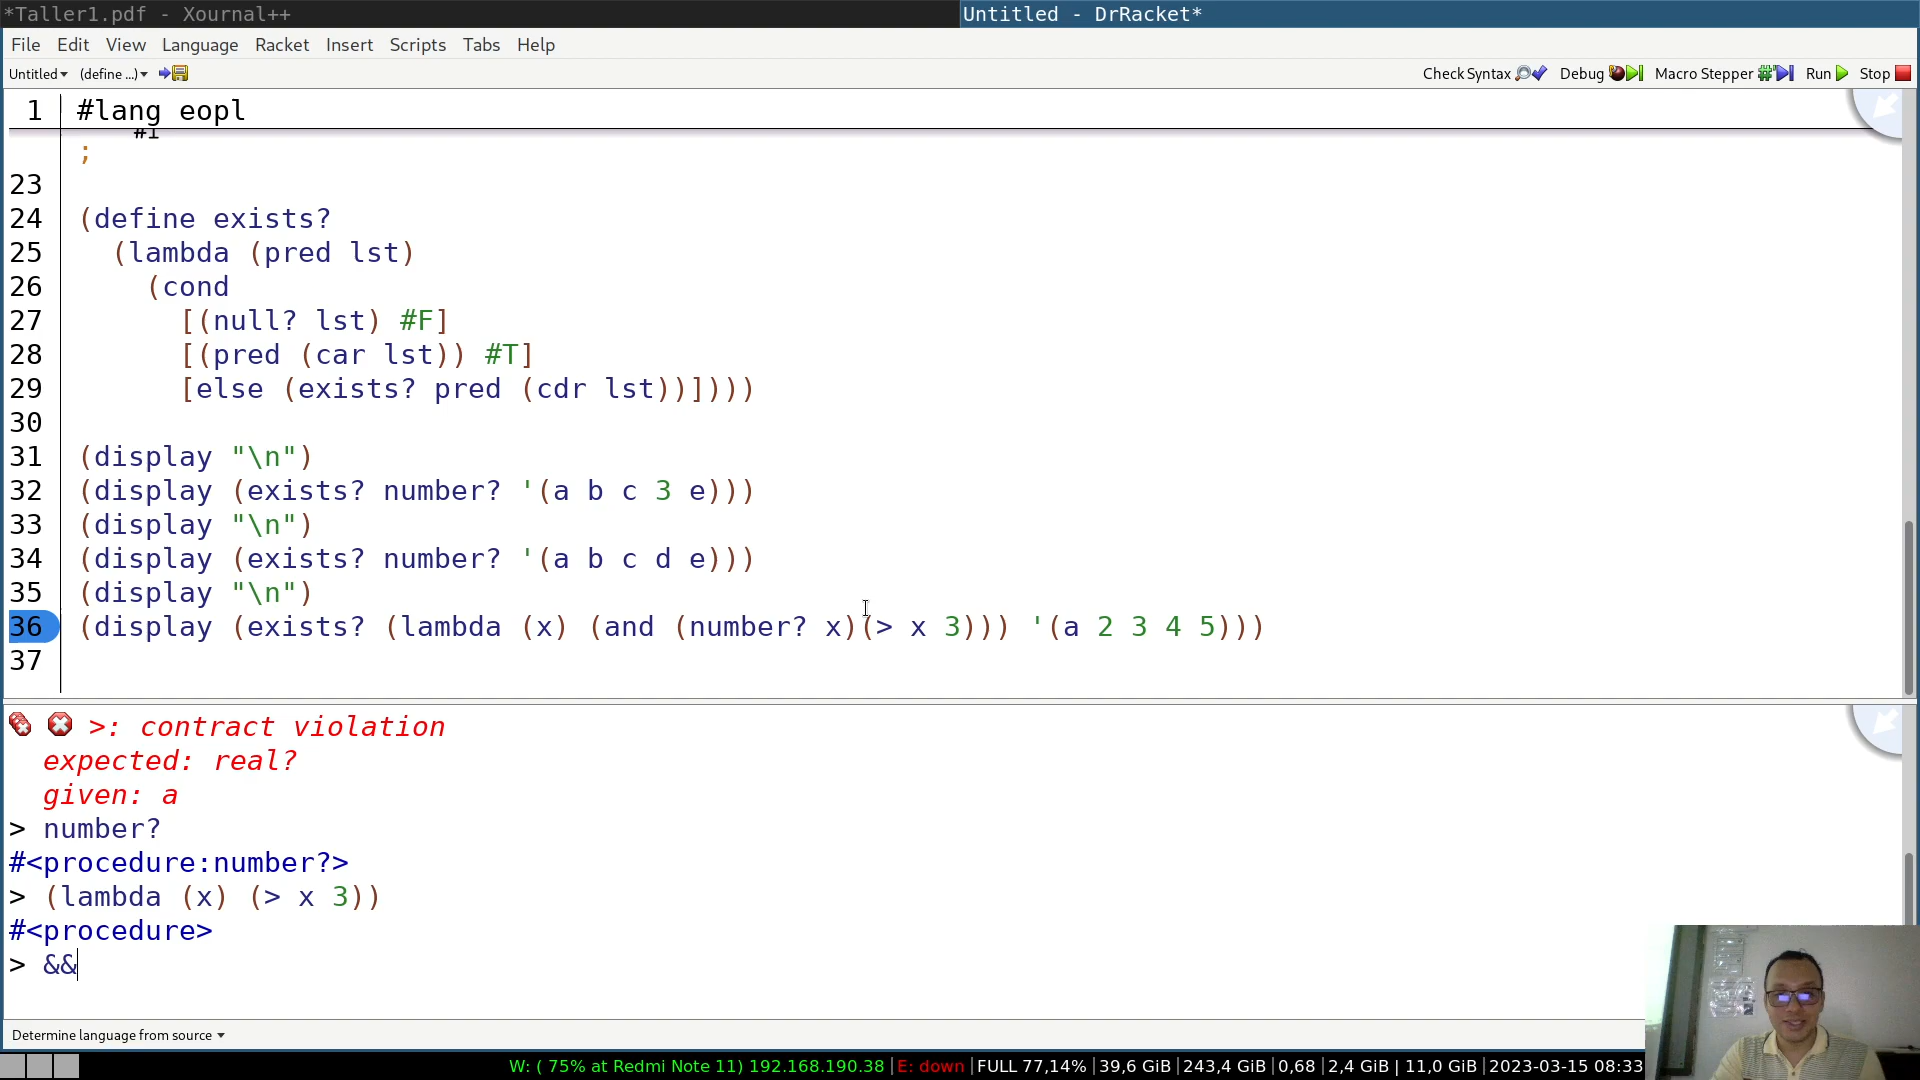 *Taller1.pdf - Xournal++
Untitled - DrRacket*
File Edit View Language Racket Insert Scripts Tabs Help
Untitled (define ...) Check Syntax Debug Macro Stepper Run Stop
1 #lang eopl
;
23
24 (define exists?
25 (lambda (pred lst)
26 (cond
27 [(null? lst) #F]
28 [(pred (car lst)) #T]
29 [else (exists? pred (cdr lst))])))
30
31 (display "\n")
32 (display (exists? number? '(a b c 3 e)))
33 (display "\n")
34 (display (exists? number? '(a b c d e)))
35 (display "\n")
36 (display (exists? (lambda (x) (and (number? x)(> x 3))) '(a 2 3 4 5)))
37
>: contract violation
expected: real?
given: a
> number?
#<procedure:number?>
> (lambda (x) (> x 3))
#<procedure>
> &&
Determine language from source
W: ( 75% at Redmi Note 11) 192.168.190.38 |E: down |FULL 77,14% |39,6 GiB |243,4 GiB |0,68 |2,4 GiB | 11,0 GiB |2023-03-15 08:33